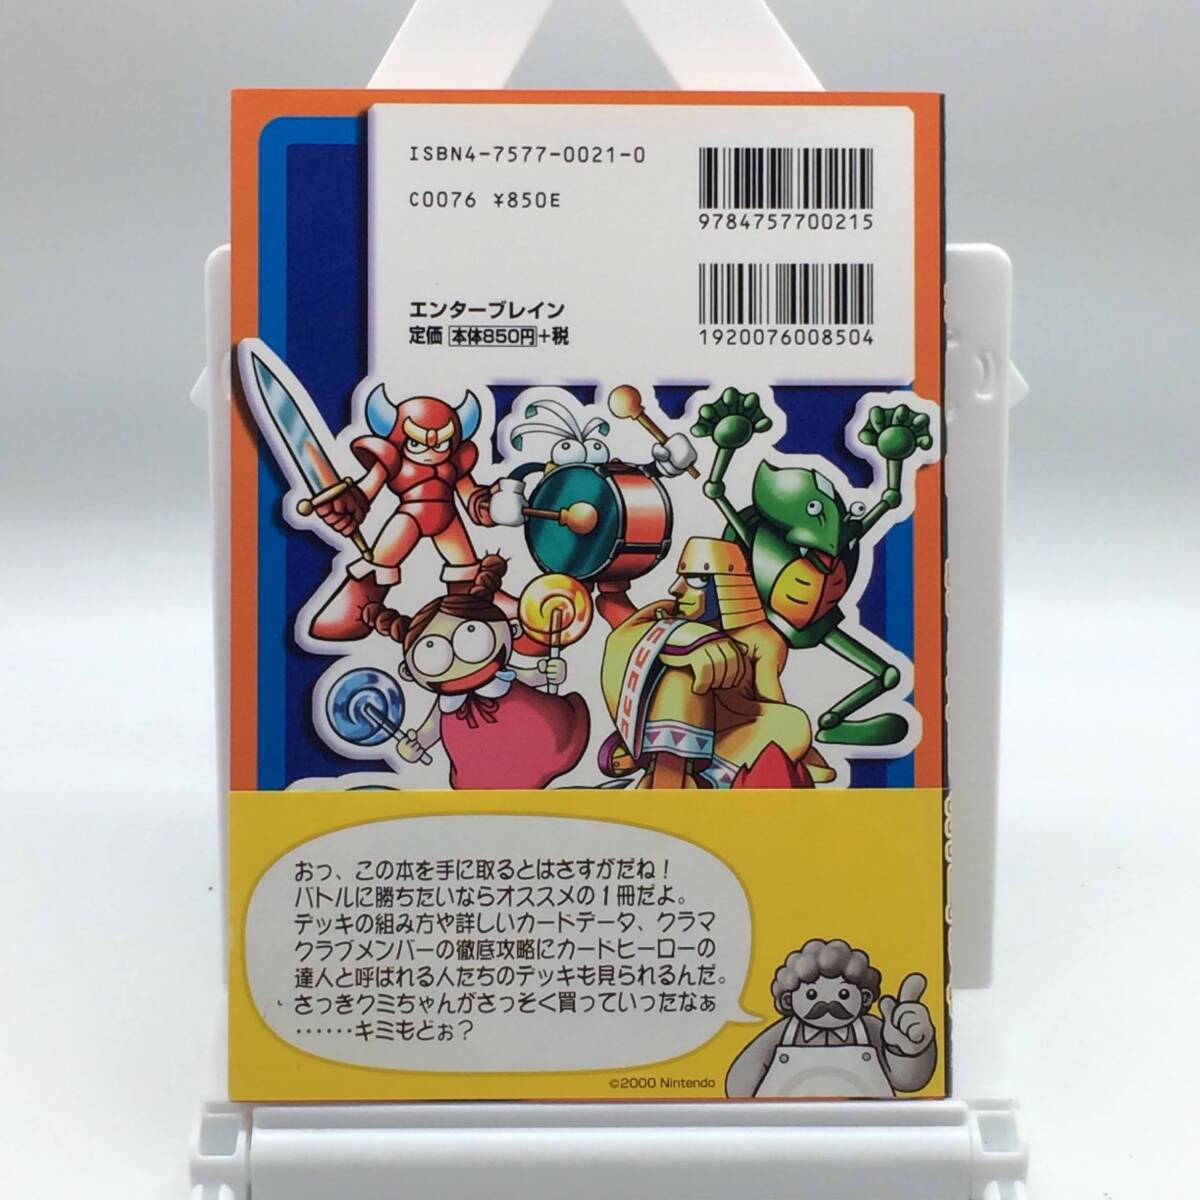 ISBN4-7577-0021-0
C0076 ¥850E
9784757700215
エンターブレイン
定価 本体850円+税
1920076008504
おっ、この本を手に取るとはさすがだね！
バトルに勝ちたいならオススメの1冊だよ。
デッキの組み方や詳しいカードデータ、クラマ
クラブメンバーの徹底攻略にカードヒーローの
達人と呼ばれる人たちのデッキも見られるんだ。
さっきクミちゃんがさっそく買っていったなぁ
……キミもどぉ？
©2000 Nintendo